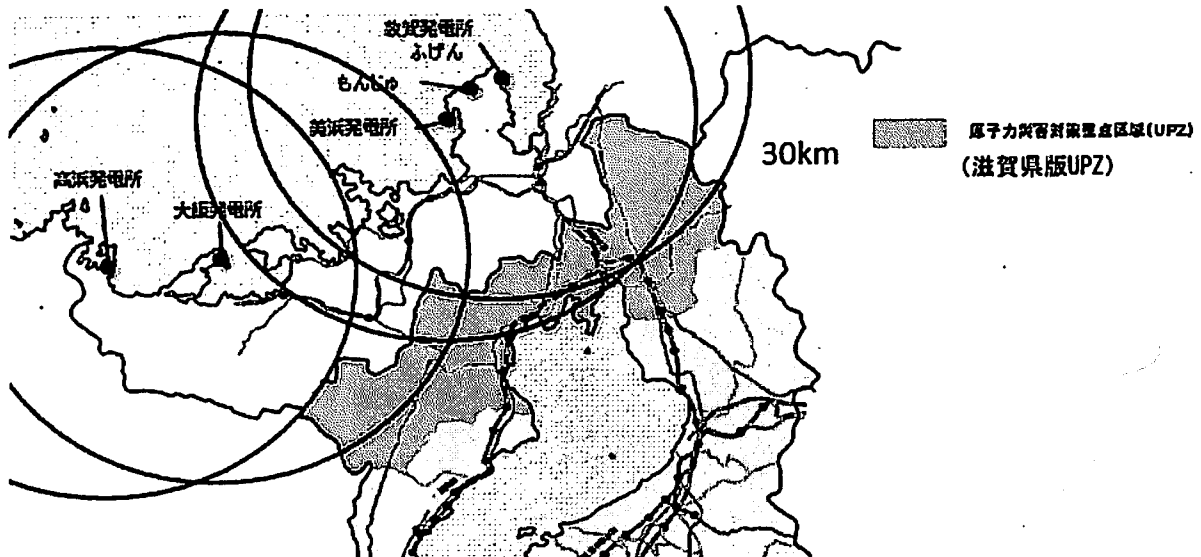 敦賀発電所
ふげん
もんじゅ
美浜発電所
高浜発電所
大飯発電所
30km
原子力災害対策重点区域(UPZ)
(滋賀県版UPZ)